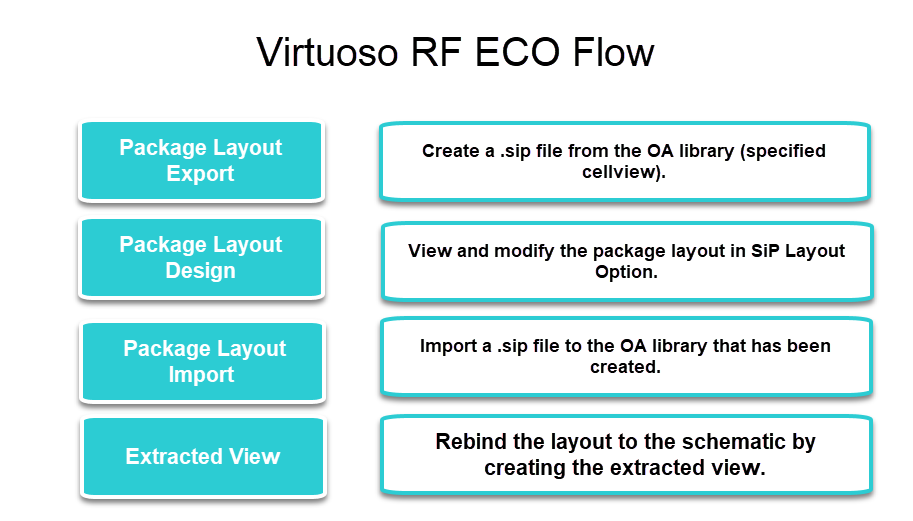 Virtuoso RF ECO Flow
Package Layout
Export
Create a .sip file from the OA library (specified
cellview).
Package Layout
Design
View and modify the package layout in SiP Layout
Option.
Package Layout
Import
Import a .sip file to the OA library that has been
created.
Extracted View
Rebind the layout to the schematic by
creating the extracted view.